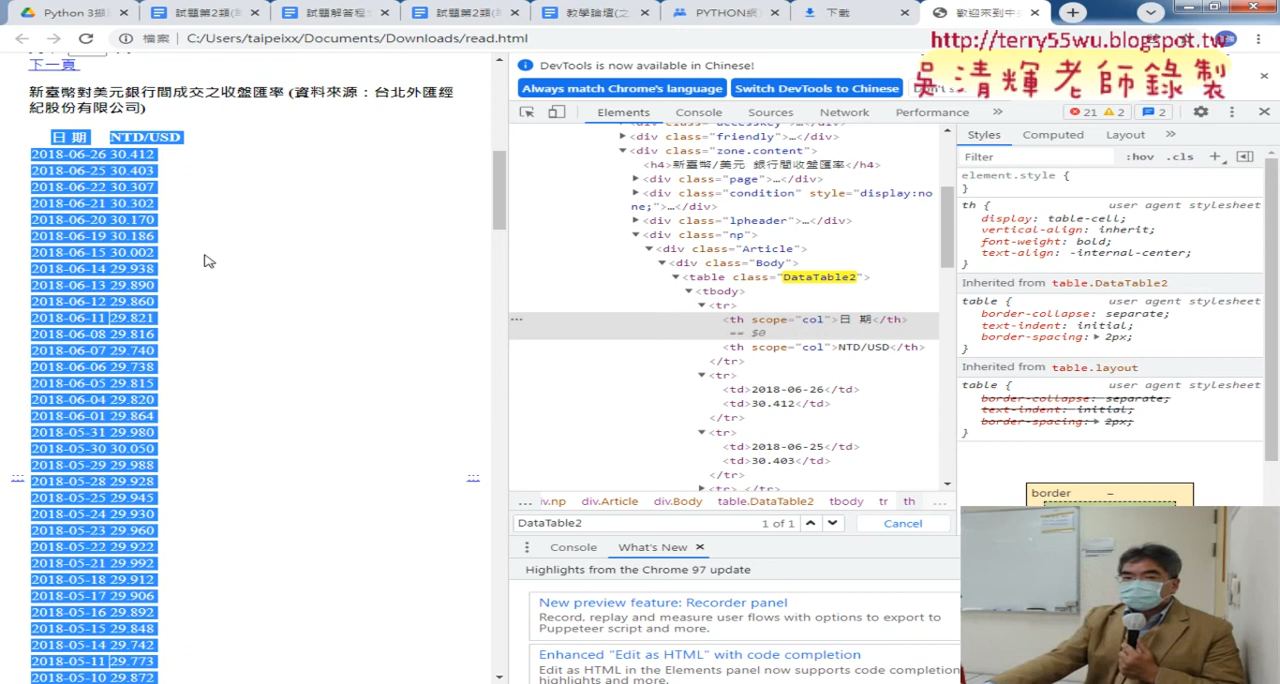 Python 3擷
試題第2類(
試題解答程
試題第2類(
教學論壇(之
PYTHON網
下載
歡迎來到中
檔案 C:/Users/taipeixx/Documents/Downloads/read.html
http://terry55wu.blogspot.tw
吳清輝老師錄製
下一頁
新臺幣對美元銀行間成交之收盤匯率 (資料來源：台北外匯經
紀股份有限公司)
日 期 NTD/USD
2018-06-26 30.412
2018-06-25 30.403
2018-06-22 30.307
2018-06-21 30.302
2018-06-20 30.170
2018-06-19 30.186
2018-06-15 30.002
2018-06-14 29.938
2018-06-13 29.890
2018-06-12 29.860
2018-06-11 29.821
2018-06-08 29.816
2018-06-07 29.740
2018-06-06 29.738
2018-06-05 29.815
2018-06-04 29.820
2018-06-01 29.864
2018-05-31 29.980
2018-05-30 30.050
2018-05-29 29.988
2018-05-28 29.928
2018-05-25 29.945
2018-05-24 29.930
2018-05-23 29.960
2018-05-22 29.922
2018-05-21 29.992
2018-05-18 29.912
2018-05-17 29.906
2018-05-16 29.892
2018-05-15 29.848
2018-05-14 29.742
2018-05-11 29.773
2018-05-10 29.872
:::
:::
DevTools is now available in Chinese!
Always match Chrome's language Switch DevTools to Chinese
Elements Console Sources Network Performance » 21 2 2
<div class="friendly">…</div>
<div class="zone.content">
<h4>新臺幣/美元 銀行間收盤匯率</h4>
<div class="page">…</div>
<div class="condition" style="display:no
ne;">…</div>
<div class="lpheader">…</div>
<div class="np">
<div class="Article">
<div class="Body">
<table class="DataTable2">
<tbody>
<tr>
<th scope="col">日 期</th>
== $0
<th scope="col">NTD/USD</th>
</tr>
<tr>
<td>2018-06-26</td>
<td>30.412</td>
</tr>
<tr>
<td>2018-06-25</td>
<td>30.403</td>
</tr>
<tr>…</tr>
… iv.np div.Article div.Body table.DataTable2 tbody tr th …
DataTable2 1 of 1 Cancel
Console What's New ×
Highlights from the Chrome 97 update
New preview feature: Recorder panel
Record, replay and measure user flows with options to export to
Puppeteer script and more.
Enhanced "Edit as HTML" with code completion
Edit as HTML in the Elements panel now supports code completion
highlights and more.
Styles Computed Layout »
Filter :hov .cls +
element.style {
}
th { user agent stylesheet
display: table-cell;
vertical-align: inherit;
font-weight: bold;
text-align: -internal-center;
}
Inherited from table.DataTable2
table { user agent stylesheet
border-collapse: separate;
text-indent: initial;
border-spacing: 2px;
}
Inherited from table.layout
table { user agent stylesheet
border-collapse: separate;
text-indent: initial;
border-spacing: 2px;
}
border –